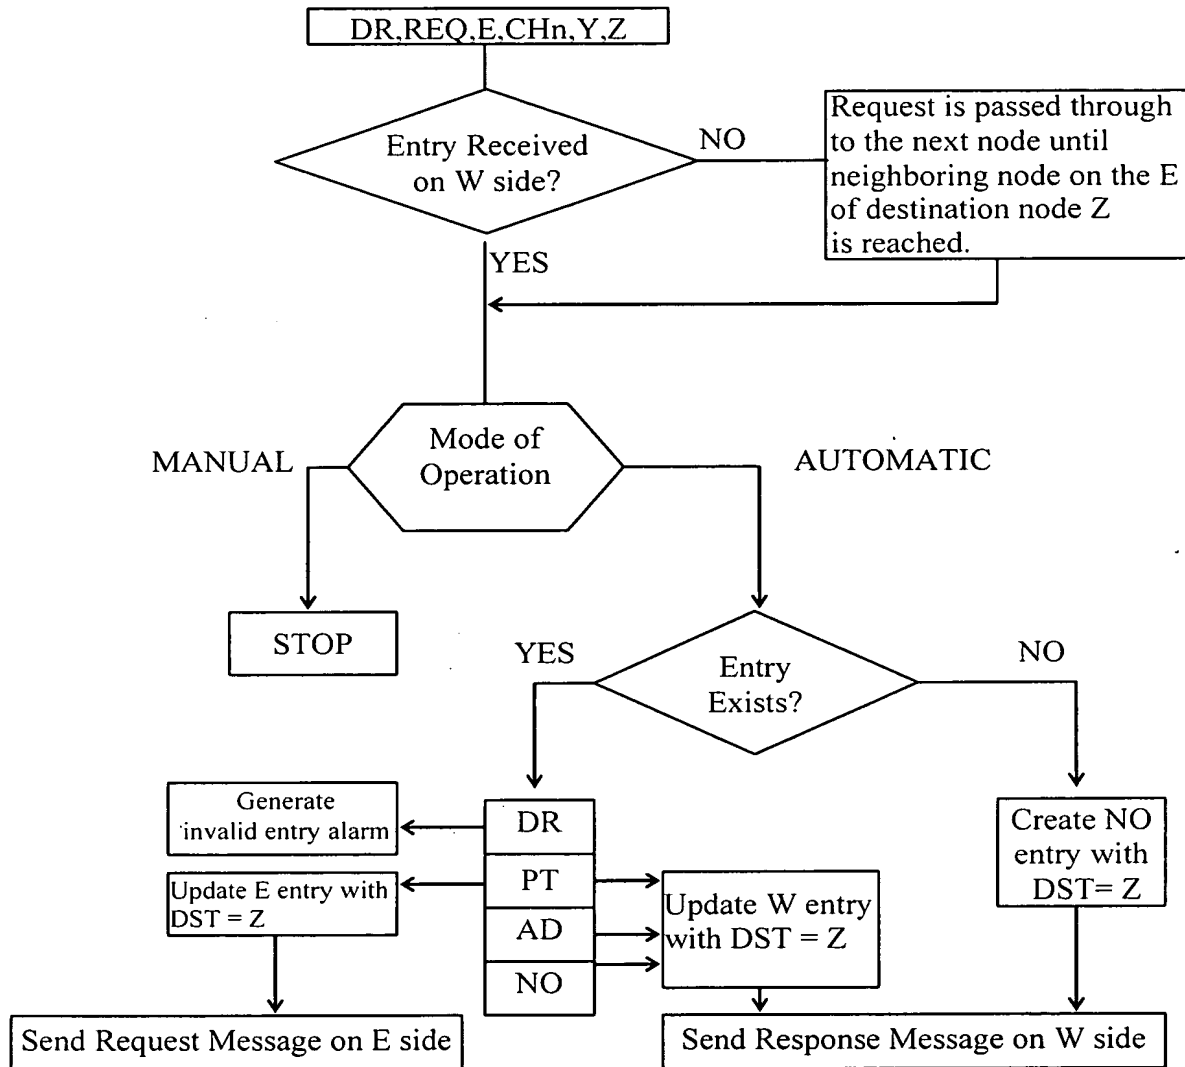 DR,REQ,E,CHn,Y,Z
Entry Received
on W side?
NO
Request is passed through
to the next node until
neighboring node on the E
of destination node Z
is reached.
YES
Mode of
Operation
MANUAL
AUTOMATIC
STOP
YES
Entry
Exists?
NO
Generate
invalid entry alarm
DR
Create NO
entry with
DST= Z
Update E entry with
DST = Z
PT
Update W entry
with DST = Z
AD
NO
Send Request Message on E side
Send Response Message on W side